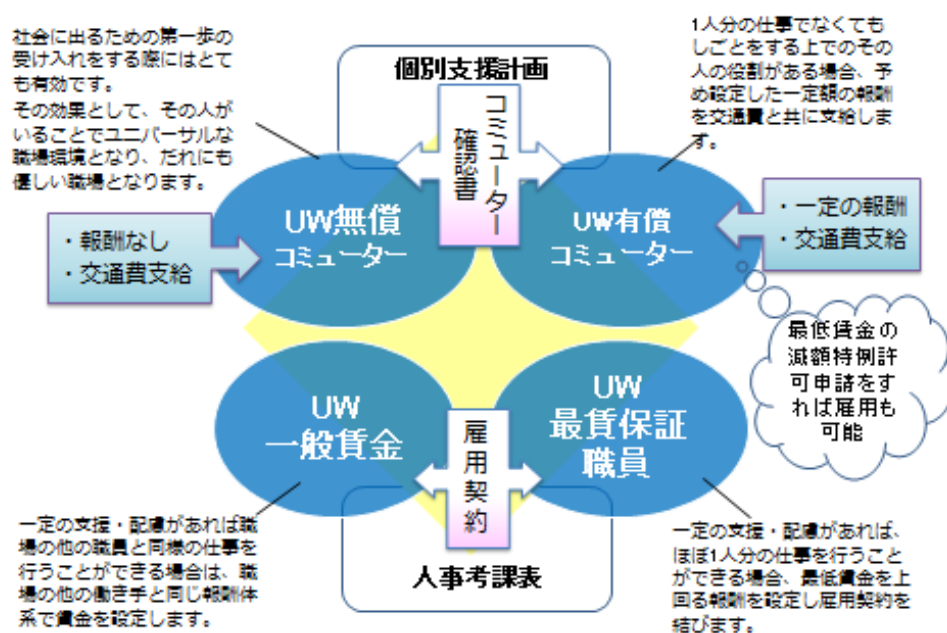 社会に出るための第一歩の
受け入れをする際にはとて
も有効です。
その効果として、その人が
いることでユニバーサルな
職場環境となり、だれにも
優しい職場となります。
個別支援計画
1人分の仕事でなくても
しごとをする上でのその
人の役割がある場合、予
め設定した一定額の報酬
を交通費と共に支給しま
す。
コミューター
確認書
UW無償
コミューター
UW有償
コミューター
・報酬なし
・交通費支給
・一定の報酬
・交通費支給
最低賃金の
減額特例許
可申請をす
れば雇用も
可能
UW
一般賃金
UW
最賃保証
職員
雇用契約
人事考課表
一定の支援・配慮があれば職
場の他の職員と同様の仕事を
行うことができる場合は、職
場の他の働き手と同じ報酬体
系で賃金を設定します。
一定の支援・配慮があれば、
ほぼ1人分の仕事を行うこと
ができる場合、最低賃金を上
回る報酬を設定し雇用契約を
結びます。